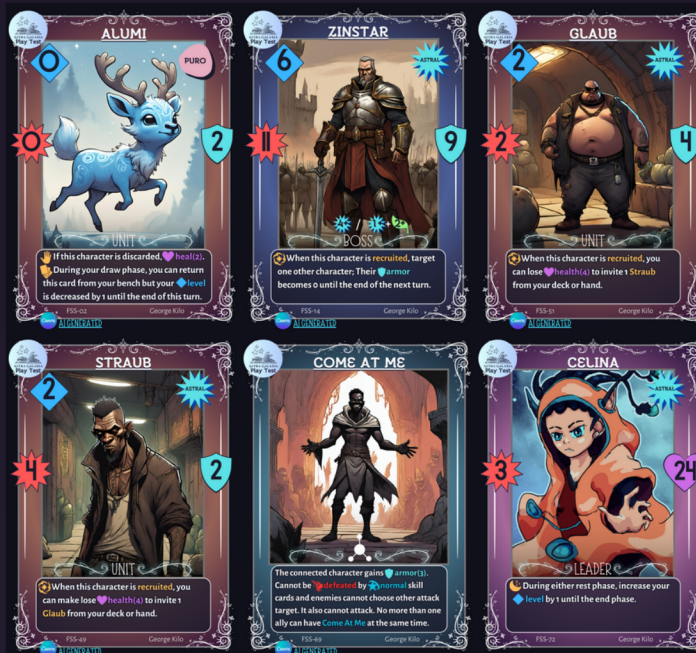 ALUMI
Play Test
0
PURO
0
2
UNIT
If this character is discarded, heal(2).
During your draw phase, you can return
this card from your bench but your level
is decreased by 1 until the end of this turn.
FSS-02 George Kilo
Canva AI GENERATED
ZINSTAR
Play Test
6
ASTRAL
11
9
/ + 2+
BOSS
When this character is recruited, target
one other character; Their armor
becomes 0 until the end of the next turn.
FSS-14 George Kilo
Canva AI GENERATED
GLAUB
Play Test
2
ASTRAL
2
4
UNIT
When this character is recruited, you
can lose health(4) to invite 1 Straub
from your deck or hand.
FSS-51 George Kilo
Canva AI GENERATED
STRAUB
Play Test
2
ASTRAL
4
2
UNIT
When this character is recruited, you
can make lose health(4) to invite 1
Glaub from your deck or hand.
FSS-49 George Kilo
Canva AI GENERATED
COME AT ME
Play Test
The connected character gains armor(3).
Cannot be defeated by normal skill
cards and enemies cannot choose other attack
target. It also cannot attack. No more than one
ally can have Come At Me at the same time.
FSS-69 George Kilo
Canva AI GENERATED
CELINA
Play Test
ASTRAL
3
24
LEADER
During either rest phase, increase your
level by 1 until the end phase.
FSS-72 George Kilo